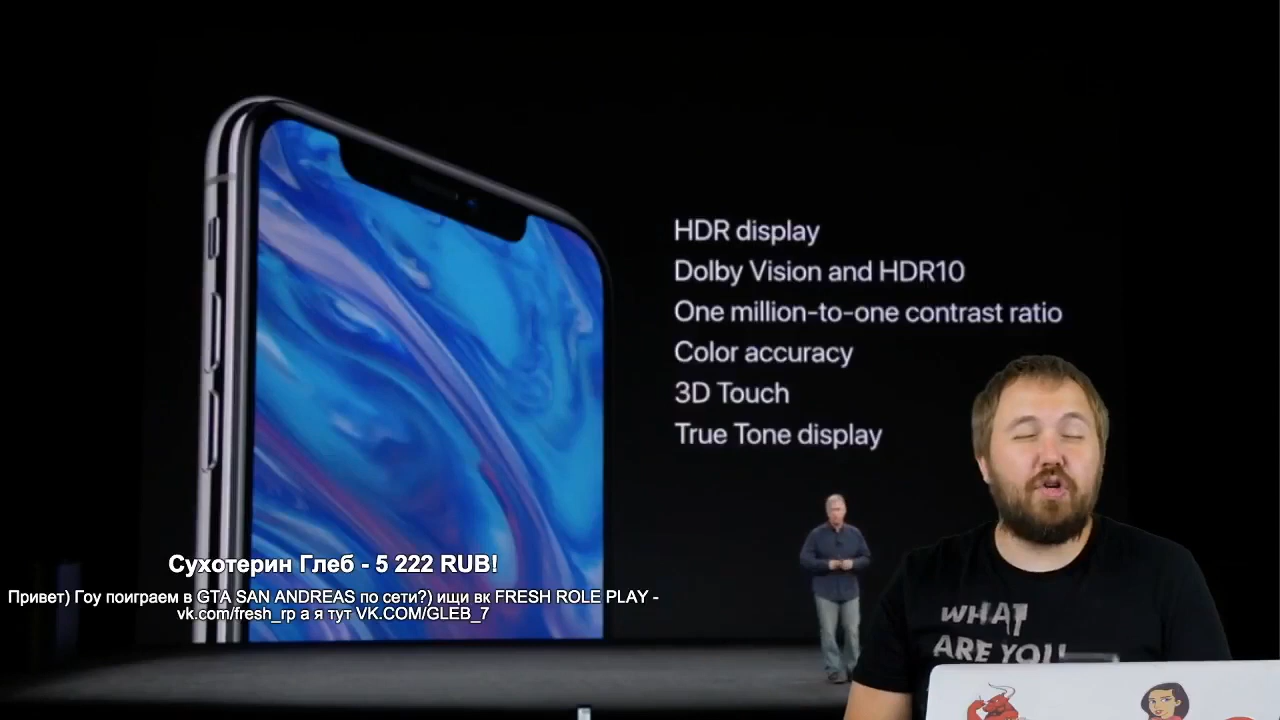 HDR display
Dolby Vision and HDR10
One million-to-one contrast ratio
Color accuracy
3D Touch
True Tone display
Сухотерин Глеб - 5 222 RUB!
Привет) Гоу поиграем в GTA SAN ANDREAS по сети?) ищи вк FRESH ROLE PLAY -
vk.com/fresh_rp а я тут VK.COM/GLEB_7
WHAT
ARE YOU